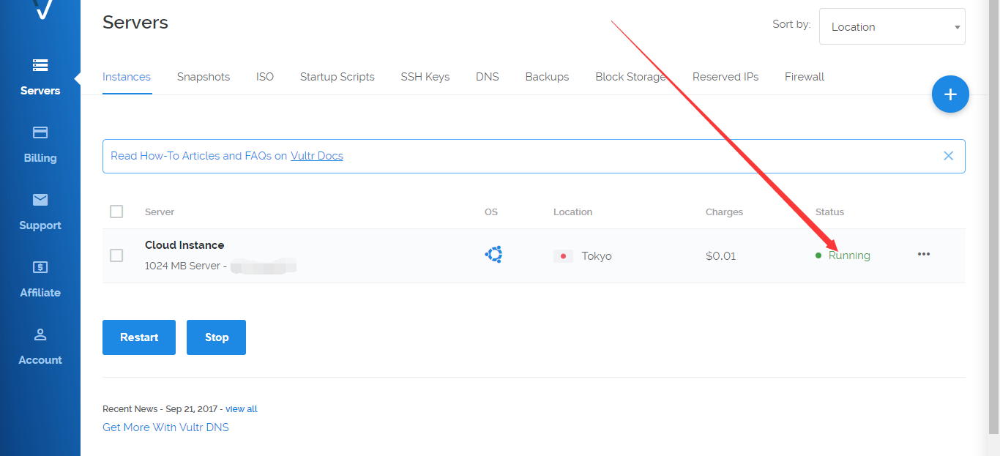 Servers
Sort by:
Location
Instances
Snapshots
ISO
Startup Scripts
SSH Keys
DNS
Backups
Block Storage
Reserved IPs
Firewall
Servers
Billing
Support
Affiliate
Account
Read How-To Articles and FAQs on Vultr Docs
Server
OS
Location
Charges
Status
Cloud Instance
1024 MB Server -
Tokyo
$0.01
Running
Restart
Stop
Recent News - Sep 21, 2017 - view all
Get More With Vultr DNS